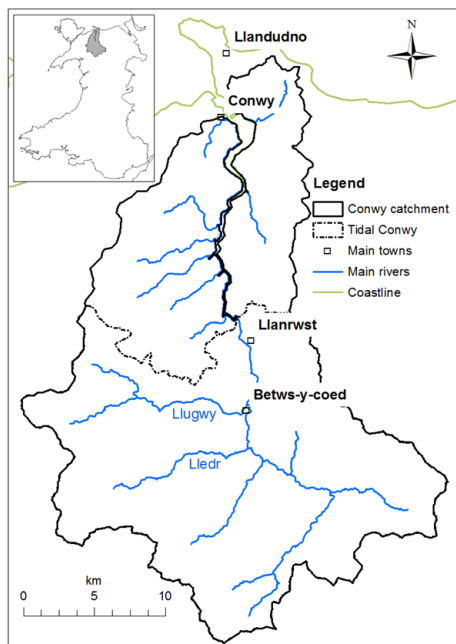 Llandudno
N
Conwy
Legend
Conwy catchment
Tidal Conwy
Main towns
Main rivers
Coastline
Llanrwst
Betws-y-coed
Llugwy
Lledr
km
0 5 10